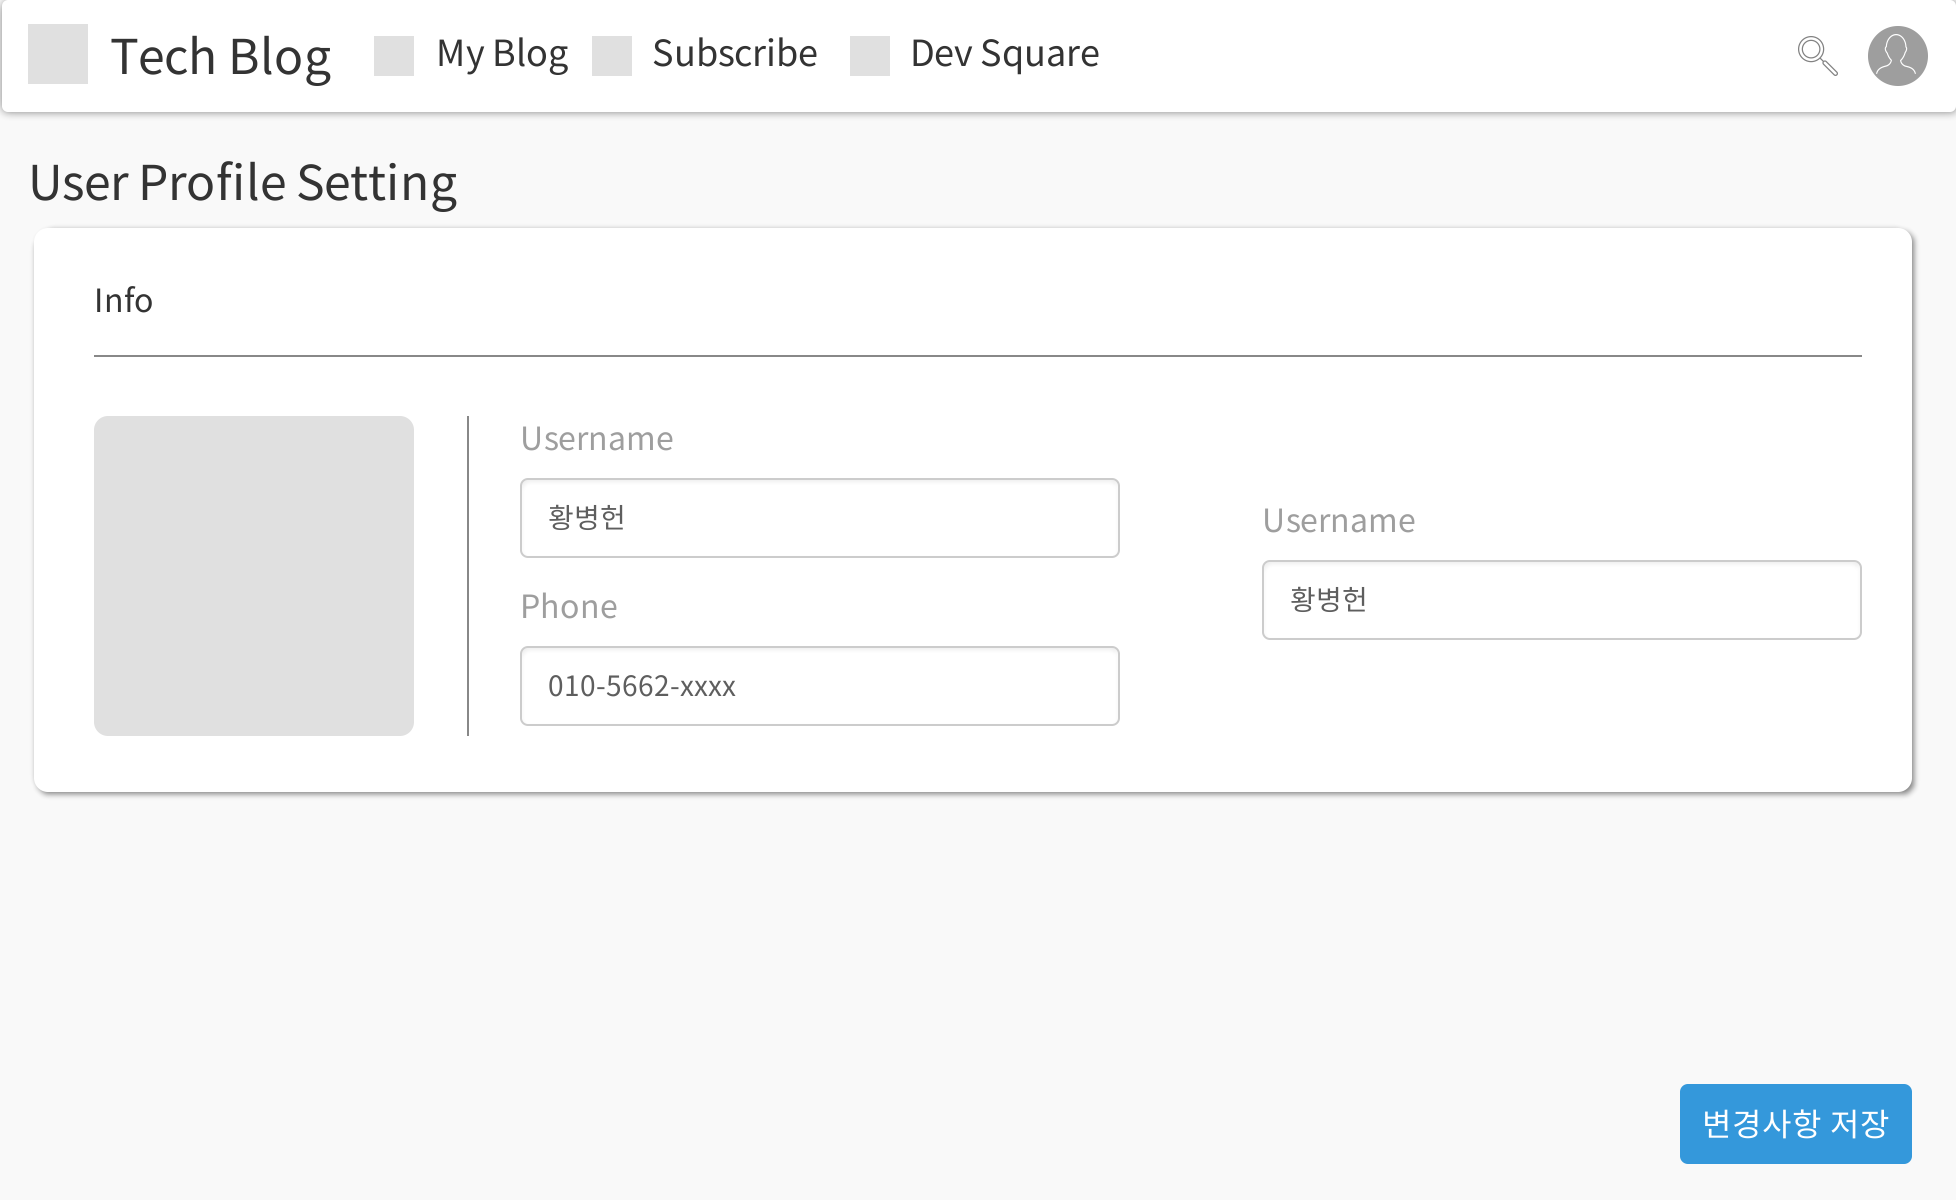 Tech Blog My Blog Subscribe Dev Square
User Profile Setting
Info
Username
황병헌
Phone
010-5662-xxxx
Username
황병헌
변경사항 저장